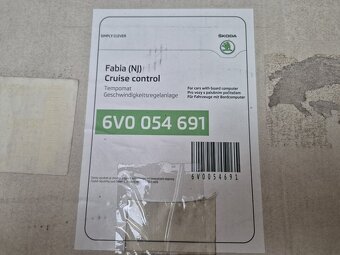 SIMPLY CLEVER
ŠKODA
Fabia (NJ)
Cruise control
Tempomat
Geschwindigkeitsregelanlage
For cars with board computer
Pro vozy s palubním počítačem
Für Fahrzeuge mit Bordcomputer
6V0 054 691
6V0054691